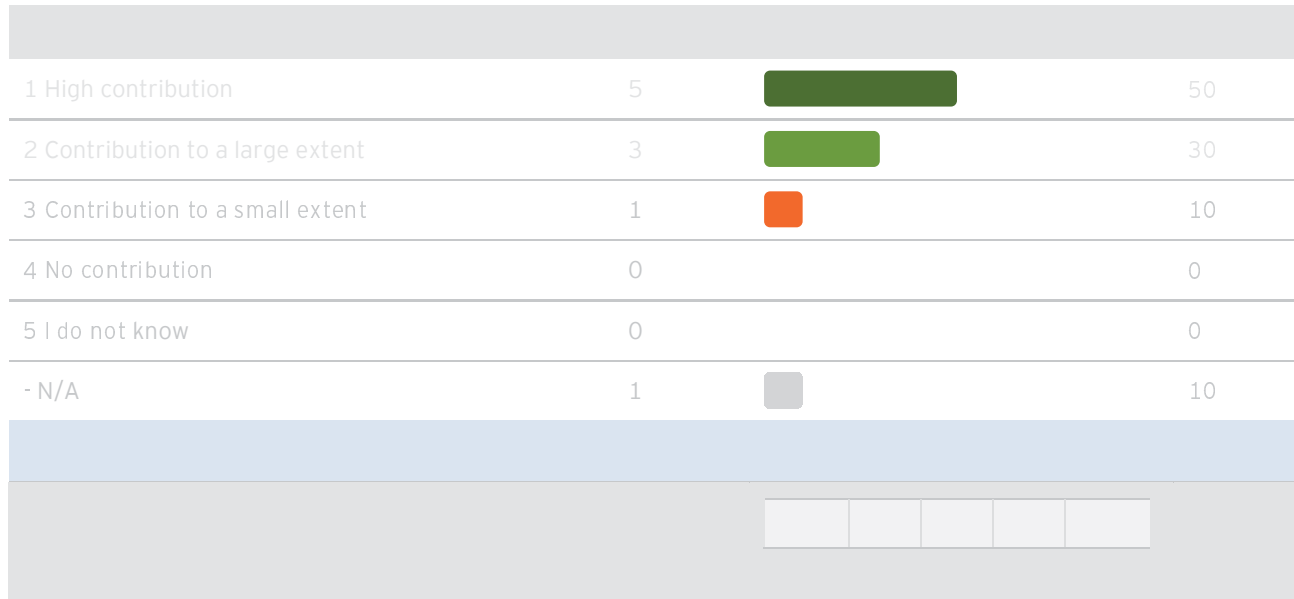 1 High contribution 5 50
2 Contribution to a large extent 3 30
3 Contribution to a small extent 1 10
4 No contribution 0 0
5 I do not know 0 0
- N/A 1 10